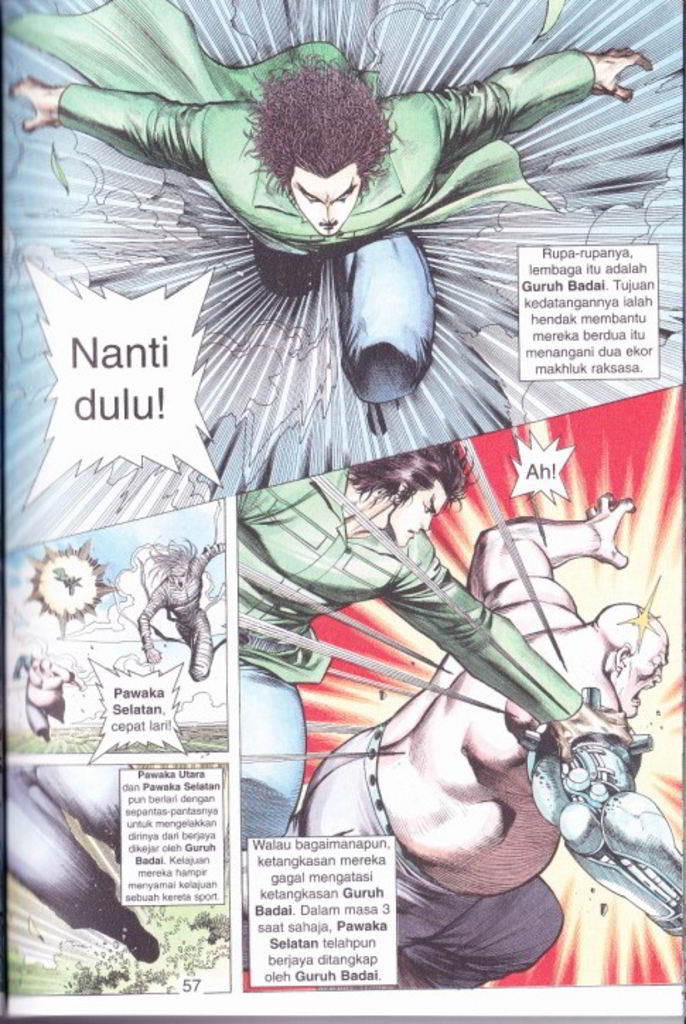 Nanti
dulu!
Rupa-rupanya,
lembaga itu adalah
Guruh Badai. Tujuan
kedatangannya ialah
hendak membantu
mereka berdua itu
menangani dua ekor
makhluk raksasa.
Pawaka
Selatan,
cepat lari!
Pawaka Utara
dan Pawaka Selatan
pun berlari dengan
sepantas-pantasnya
untuk mengelakkan
dirinya dari berjaya
dikejar oleh Guruh
Badai. Kelajuan
mereka hampir
menyamai kelajuan
sebuah kereta sport.
Ah!
Walau bagaimanapun,
ketangkasan mereka
gagal mengatasi
ketangkasan Guruh
Badai. Dalam masa 3
saat sahaja, Pawaka
Selatan telahpun
berjaya ditangkap
oleh Guruh Badai.
57